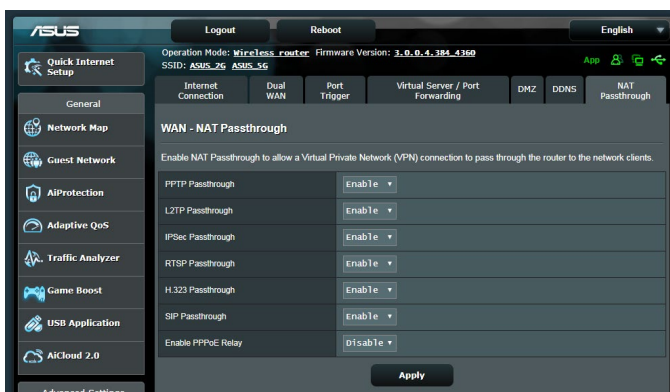 ASUS
Logout
Reboot
English
Quick Internet
Setup
Operation Mode: Wireless router Firmware Version: 3.0.0.4.384_4360
SSID: ASUS_2G ASUS_5G
App
General
Network Map
Guest Network
AiProtection
Adaptive QoS
Traffic Analyzer
Game Boost
USB Application
AiCloud 2.0
Advanced Settings
Internet
Connection
Dual
WAN
Port
Trigger
Virtual Server / Port
Forwarding
DMZ
DDNS
NAT
Passthrough
WAN - NAT Passthrough
Enable NAT Passthrough to allow a Virtual Private Network (VPN) connection to pass through the router to the network clients.
PPTP Passthrough Enable
L2TP Passthrough Enable
IPSec Passthrough Enable
RTSP Passthrough Enable
H.323 Passthrough Enable
SIP Passthrough Enable
Enable PPPoE Relay Disable
Apply